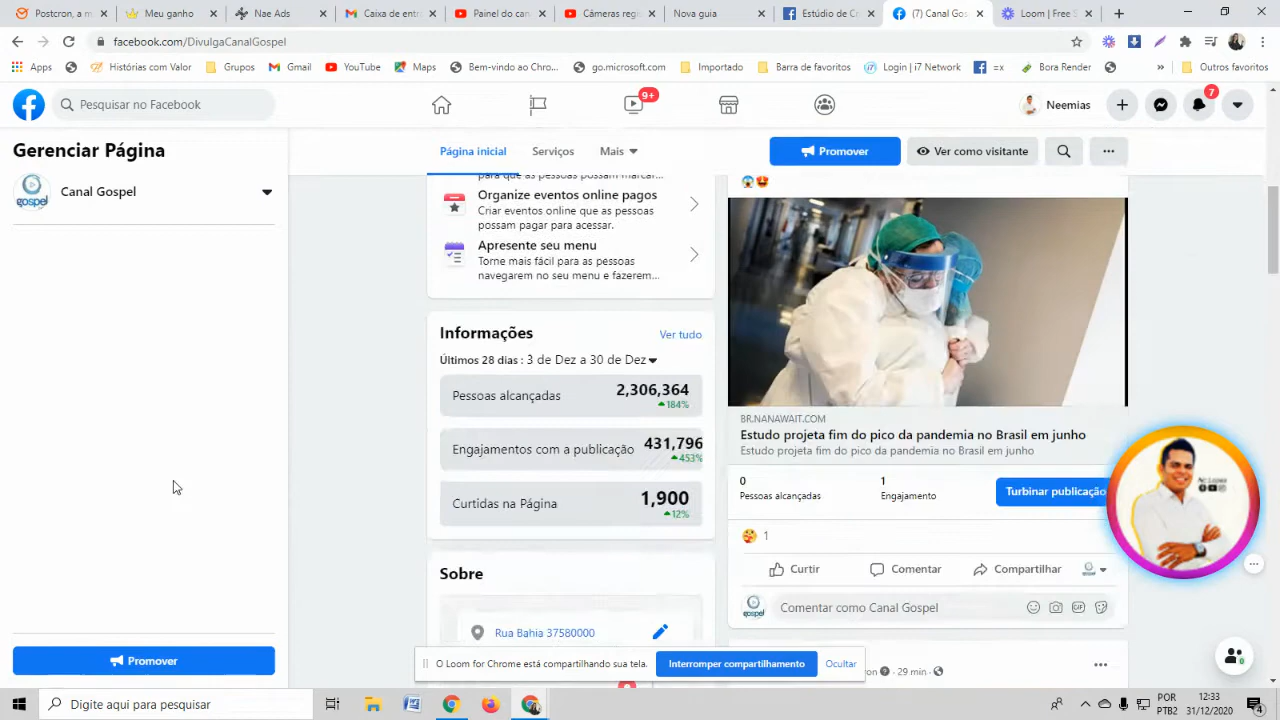 Postcron, a m
Meu ganho
Nae Ads
Caixa de entr
Painel do can
Câmeras resg
Nova guia
Estúdio de Cri
(7) Canal Gos
Loom | Free S
facebook.com/DivulgaCanalGospel
Apps
Histórias com Valor
Grupos
Gmail
YouTube
Maps
Bem-vindo ao Chro...
go.microsoft.com
Importado
Barra de favoritos
Login | i7 Network
=x
Bora Render
»
Outros favoritos
Pesquisar no Facebook
9+
Neemias
7
Gerenciar Página
Canal Gospel
Página inicial
Serviços
Mais
Promover
Ver como visitante
para que as pessoas possam marcar...
Organize eventos online pagos
Criar eventos online que as pessoas
possam pagar para acessar.
Apresente seu menu
Torne mais fácil para as pessoas
navegarem no seu menu e fazerem...
Informações
Ver tudo
Últimos 28 dias : 3 de Dez a 30 de Dez
Pessoas alcançadas
2,306,364
184%
Engajamentos com a publicação
431,796
453%
Curtidas na Página
1,900
12%
Sobre
Rua Bahia 37580000
BR.NANAWAIT.COM
Estudo projeta fim do pico da pandemia no Brasil em junho
Estudo projeta fim do pico da pandemia no Brasil em junho
0
Pessoas alcançadas
1
Engajamento
Turbinar publicação
1
Curtir
Comentar
Compartilhar
gospel
Comentar como Canal Gospel
Promover
O Loom for Chrome está compartilhando sua tela.
Interromper compartilhamento
Ocultar
29 min
Digite aqui para pesquisar
POR
PTB2
12:33
31/12/2020
4